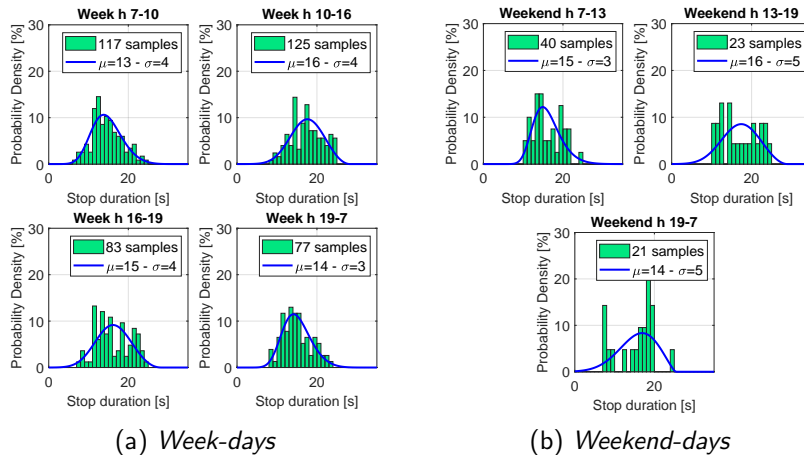 Week h 7-10
Probability Density [%]
30
20
10
0
117 samples
μ=13 - σ=4
0
20
Stop duration [s]
Week h 10-16
Probability Density [%]
30
20
10
0
125 samples
μ=16 - σ=4
0
20
Stop duration [s]
Week h 16-19
Probability Density [%]
30
20
10
0
83 samples
μ=15 - σ=4
0
20
Stop duration [s]
Week h 19-7
Probability Density [%]
30
20
10
0
77 samples
μ=14 - σ=3
0
20
Stop duration [s]
(a) Week-days
Weekend h 7-13
Probability Density [%]
30
20
10
0
40 samples
μ=15 - σ=3
0
20
Stop duration [s]
Weekend h 13-19
Probability Density [%]
30
20
10
0
23 samples
μ=16 - σ=5
0
20
Stop duration [s]
Weekend h 19-7
Probability Density [%]
30
20
10
0
21 samples
μ=14 - σ=5
0
20
Stop duration [s]
(b) Weekend-days